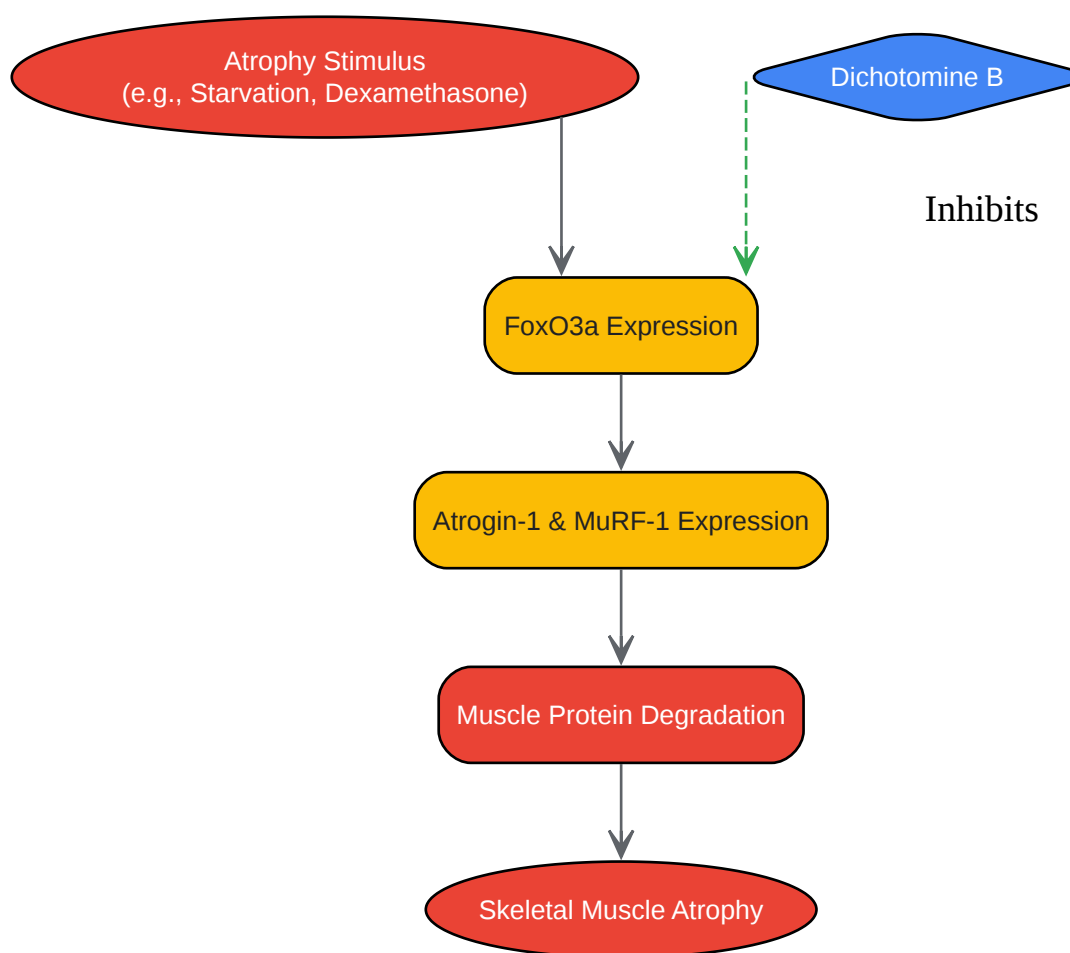 Atrophy Stimulus
(e.g., Starvation, Dexamethasone)
Dichotomine B
Inhibits
FoxO3a Expression
Atrogin-1 & MuRF-1 Expression
Muscle Protein Degradation
Skeletal Muscle Atrophy